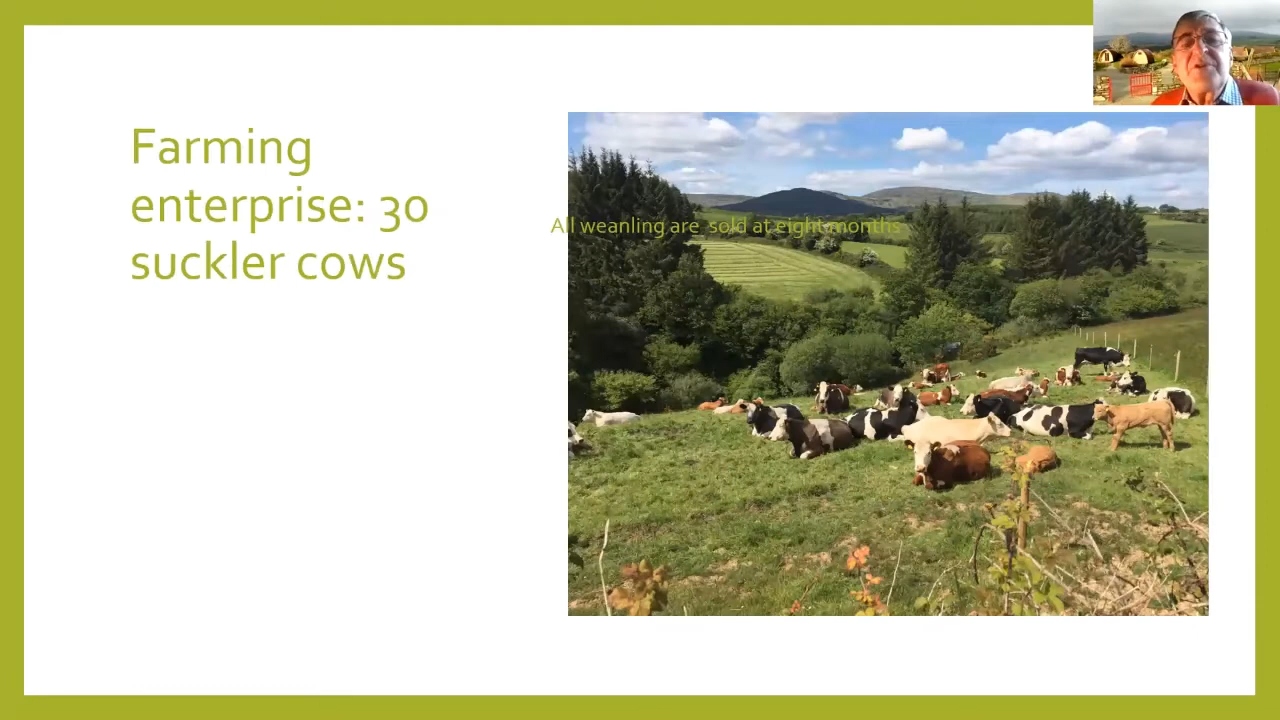 Farming
enterprise: 30
suckler cows
All weanling are  sold at eight months